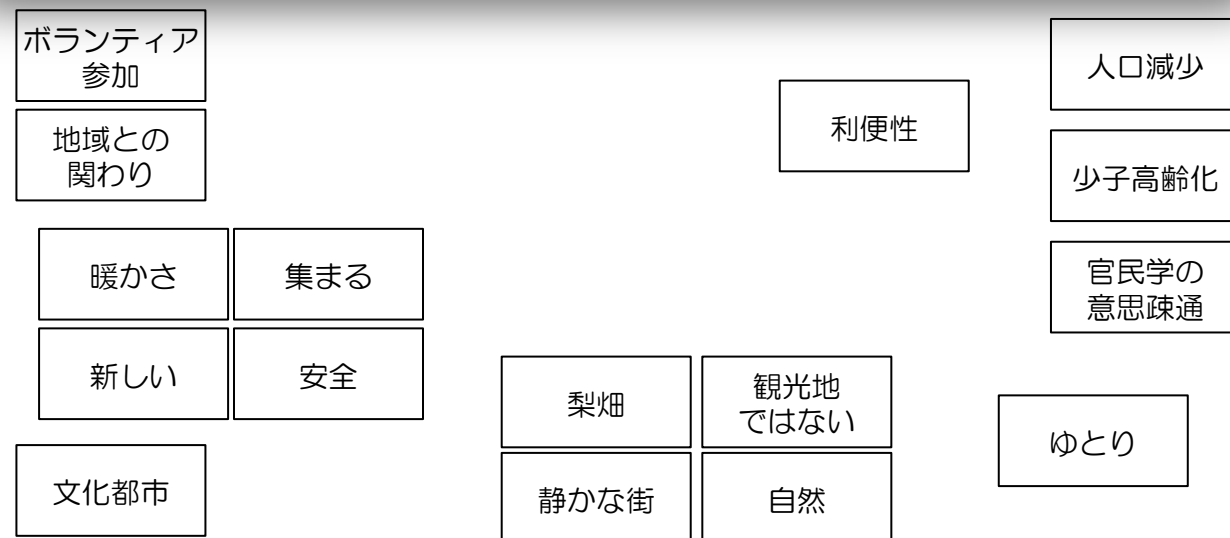 ボランティア
参加
地域との
関わり
暖かさ
集まる
新しい
安全
文化都市
梨畑
観光地
ではない
静かな街
自然
利便性
人口減少
少子高齢化
官民学の
意思疎通
ゆとり